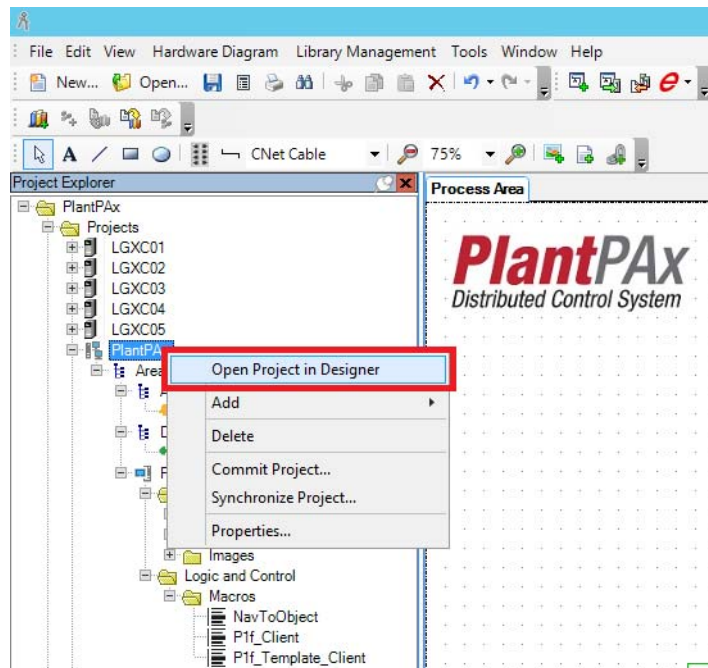 File Edit View Hardware Diagram Library Management Tools Window Help
New... Open...
A CNet Cable 75%
Project Explorer
Process Area
PlantPAx
Projects
LGXC01
LGXC02
LGXC03
LGXC04
LGXC05
PlantPA
Area
Images
Logic and Control
Macros
NavToObject
P1f_Client
P1f_Template_Client
Open Project in Designer
Add
Delete
Commit Project...
Synchronize Project...
Properties...
PlantPAx
Distributed Control System